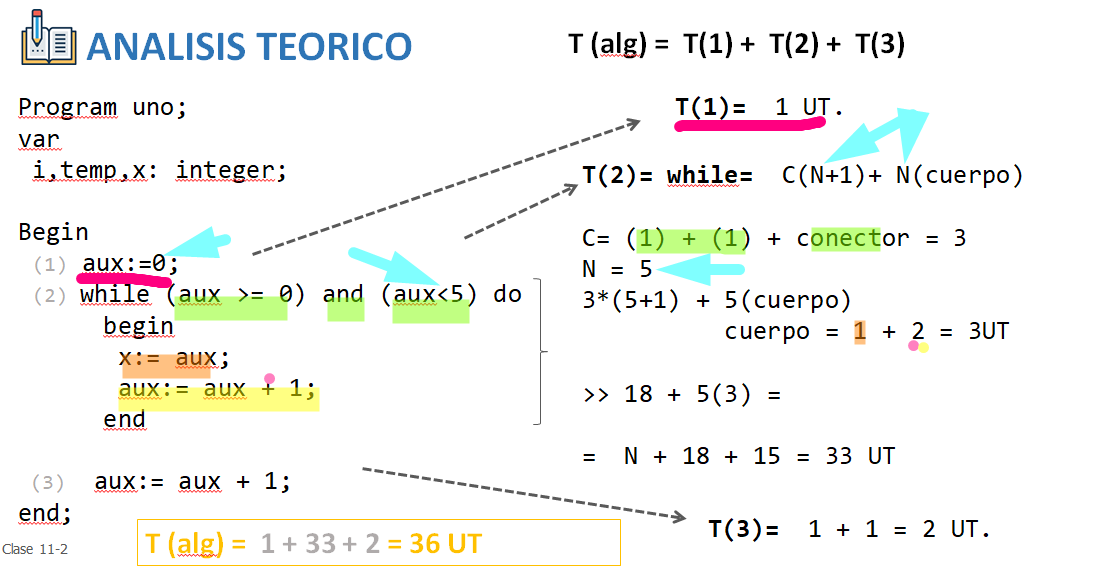 ANALISIS TEORICO
Program uno;
var
i,temp,x: integer;
Begin
(1) aux:=0;
(2) while (aux >= 0) and (aux<5) do
begin
x:= aux;
aux:= aux + 1;
end
(3) aux:= aux + 1;
end;
Clase 11-2
T (alg) = 1 + 33 + 2 = 36 UT
T (alg) = T(1) + T(2) + T(3)
T(1)= 1 UT.
T(2)= while= C(N+1)+ N(cuerpo)
C= (1) + (1) + conector = 3
N = 5
3*(5+1) + 5(cuerpo)
cuerpo = 1 + 2 = 3UT
>> 18 + 5(3) =
= N + 18 + 15 = 33 UT
T(3)= 1 + 1 = 2 UT.